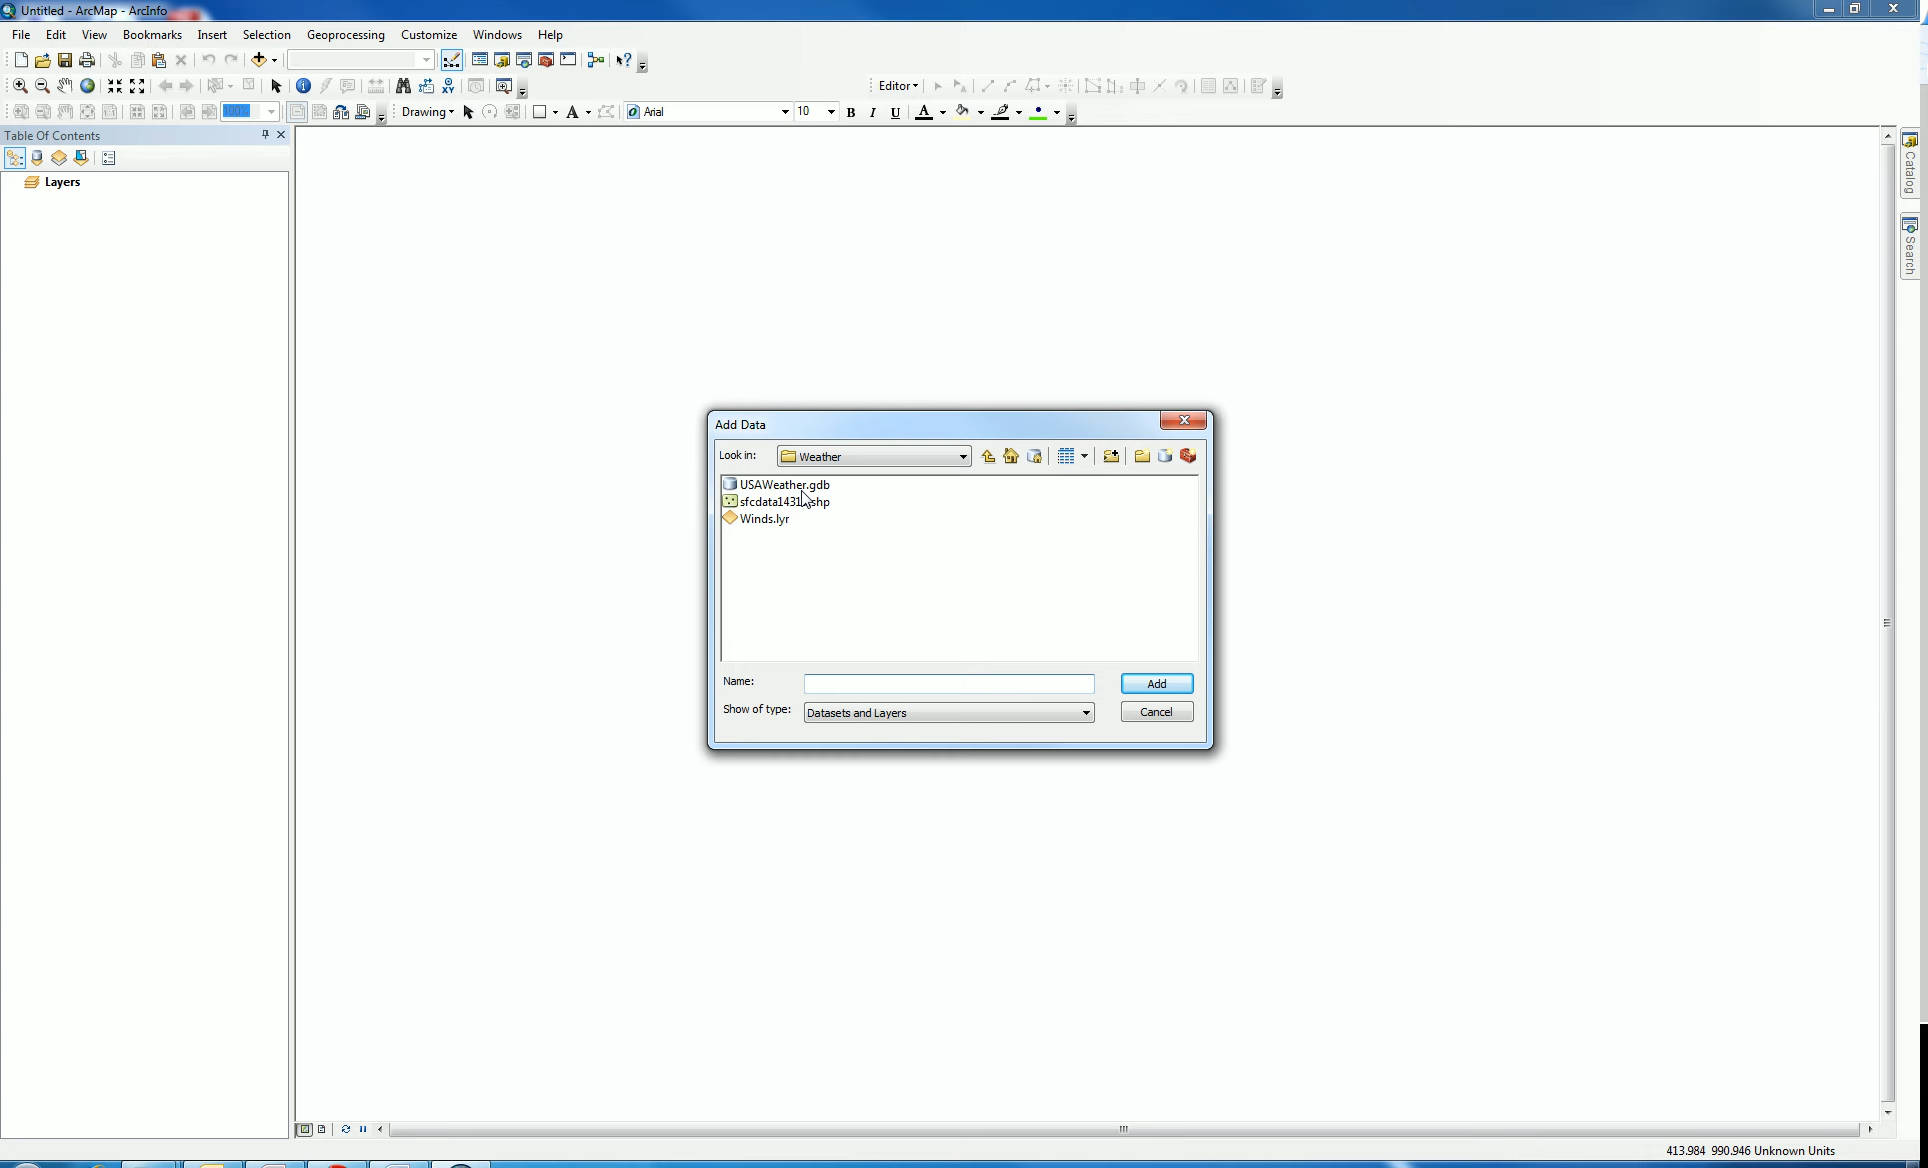 Untitled - ArcMap - ArcInfo
File Edit View Bookmarks Insert Selection Geoprocessing Customize Windows Help
Editor
100% Drawing Arial 10 B I U A
Table Of Contents
Layers
Catalog
Search
Add Data
Look in: Weather
USAWeather.gdb
Winds.lyr
Name: Add
Show of type: Datasets and Layers Cancel
413.984 990.946 Unknown Units